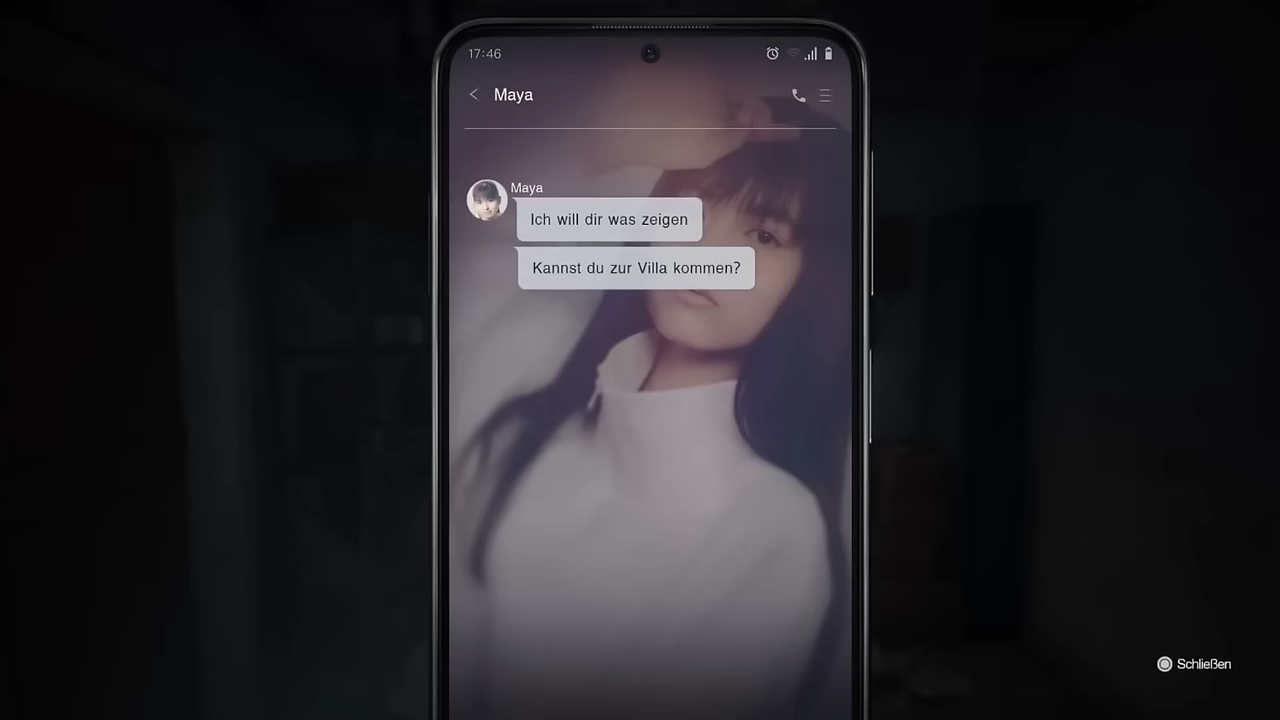 17:46
Maya
Maya
Ich will dir was zeigen
Kannst du zur Villa kommen?
Schließen